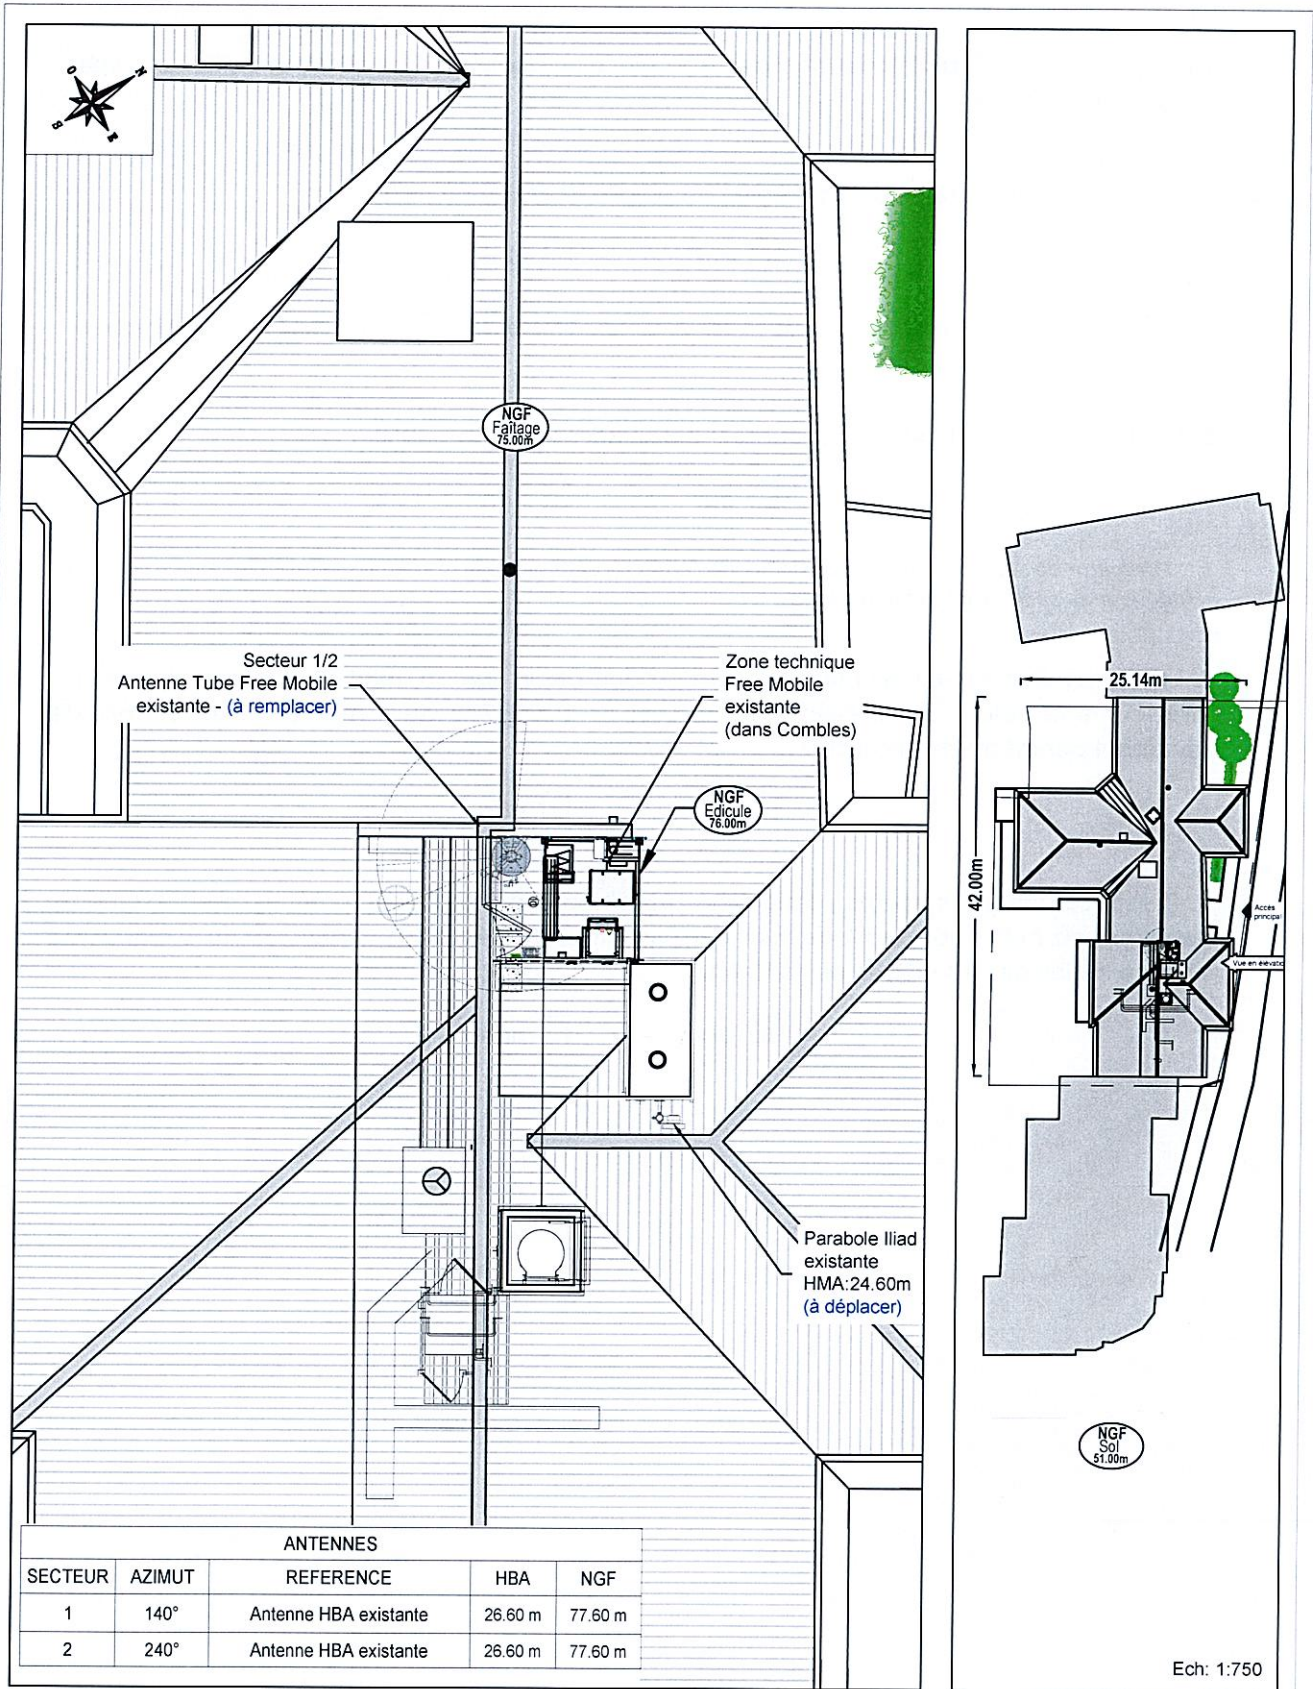 O
N
S
E
NGF
Faîtage
75.00m
Secteur 1/2
Antenne Tube Free Mobile
existante - (à remplacer)
Zone technique
Free Mobile
existante
(dans Combles)
NGF
Edicule
76.00m
Parabole Iliad
existante
HMA:24.60m
(à déplacer)
ANTENNES
SECTEUR AZIMUT REFERENCE HBA NGF
1 140° Antenne HBA existante 26.60 m 77.60 m
2 240° Antenne HBA existante 26.60 m 77.60 m
25.14m
42.00m
Accès
principal
Vue en élévatio
NGF
Sol
51.00m
Ech: 1:750